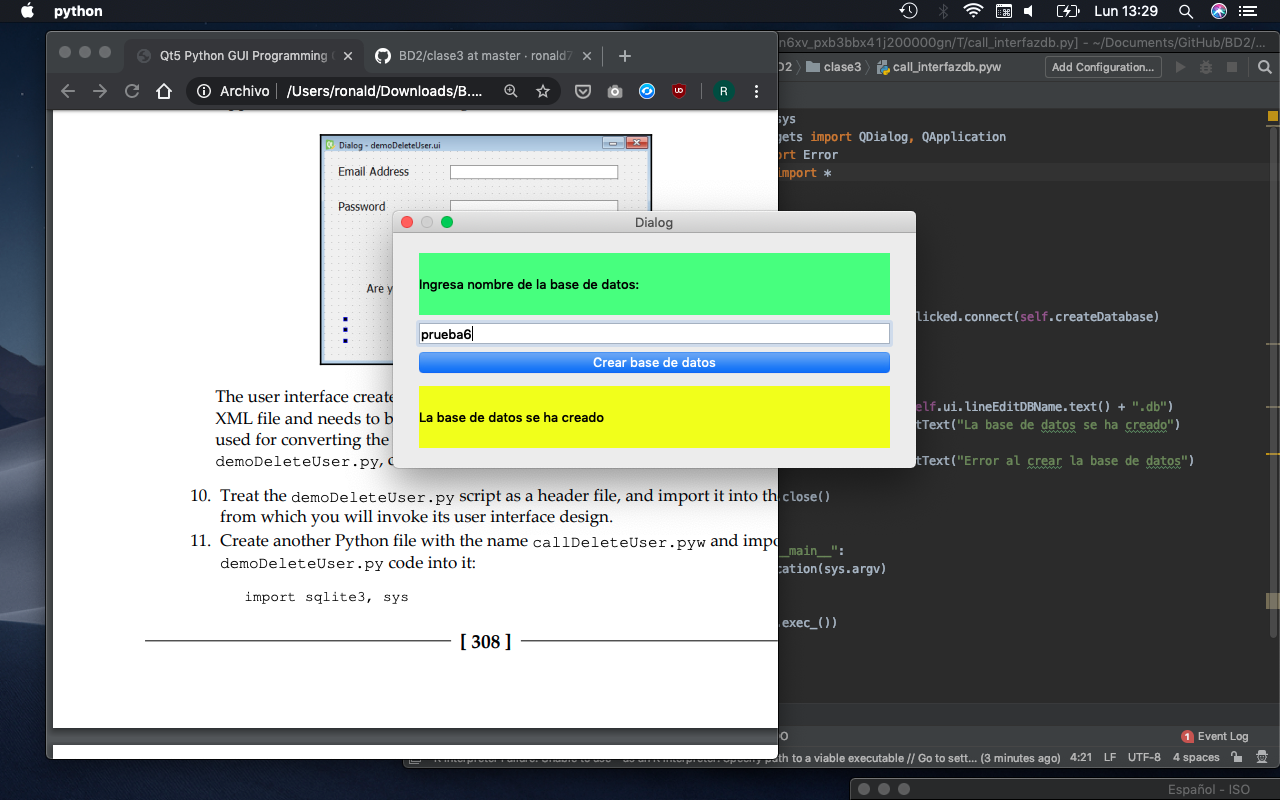 python
Lun 13:29
Qt5 Python GUI Programming
BD2/clase3 at master · ronald7
Archivo
/Users/ronald/Downloads/B....
R
Dialog - demoDeleteUser.ui
Email Address
Password
Are y
The user interface create
XML file and needs to b
used for converting the
demoDeleteUser.py, c
10. Treat the demoDeleteUser.py script as a header file, and import it into th
from which you will invoke its user interface design.
11. Create another Python file with the name callDeleteUser.pyw and impo
demoDeleteUser.py code into it:
import sqlite3, sys
[ 308 ]
Dialog
Ingresa nombre de la base de datos:
prueba6
Crear base de datos
La base de datos se ha creado
n6xv_pxb3bbx41j200000gn/T/call_interfazdb.py] - ~/Documents/GitHub/BD2/...
D2
clase3
call_interfazdb.pyw
Add Configuration...
sys
gets import QDialog, QApplication
ort Error
import *
licked.connect(self.createDatabase)
elf.ui.lineEditDBName.text() + ".db")
tText("La base de datos se ha creado")
tText("Error al crear la base de datos")
.close()
__main__":
cation(sys.argv)
.exec_())
1 Event Log
to a viable executable // Go to sett... (3 minutes ago)
4:21
LF
UTF-8
4 spaces
Español - ISO